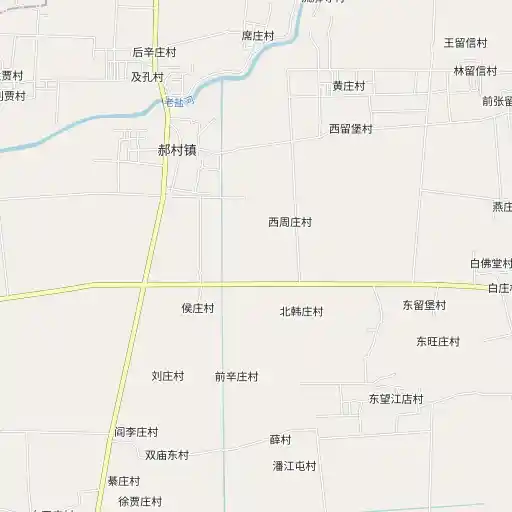 席庄村
王留信村
后辛庄村
林留信村
贾村
及孔村
贾村
黄庄村
老盐河
前张留
西留堡村
郝村镇
燕庄
西周庄村
白佛堂村
白庄村
东留堡村
侯庄村
北韩庄村
东旺庄村
刘庄村
前辛庄村
东望江店村
阎李庄村
薛村
双庙东村
潘江屯村
綦庄村
徐贾庄村